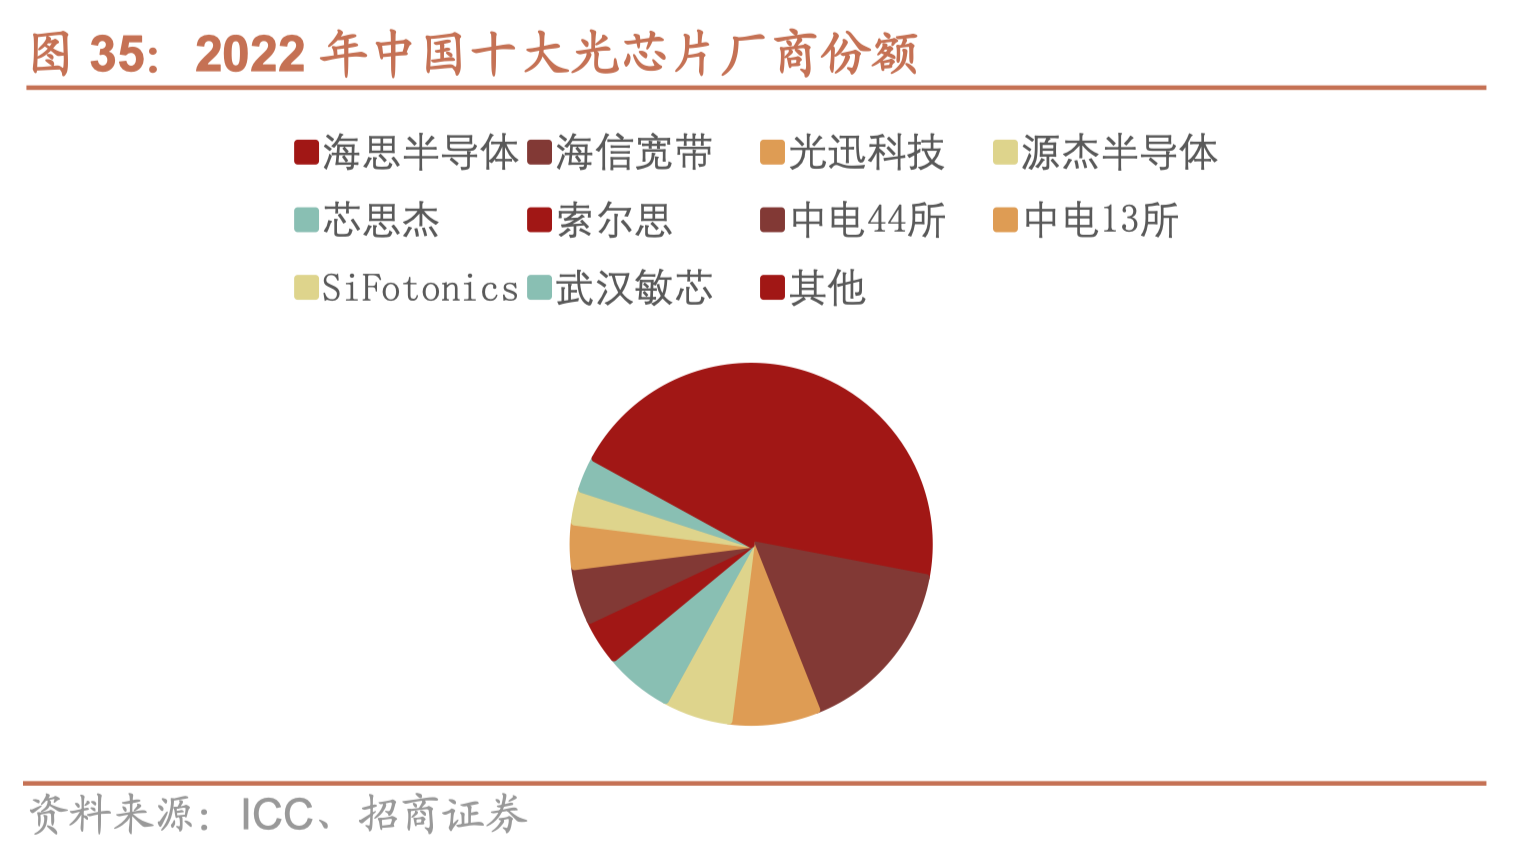 图 35：2022 年中国十大光芯片厂商份额
海思半导体 海信宽带 光迅科技 源杰半导体
芯思杰 索尔思 中电44所 中电13所
SiFotonics 武汉敏芯 其他
资料来源：ICC、招商证券